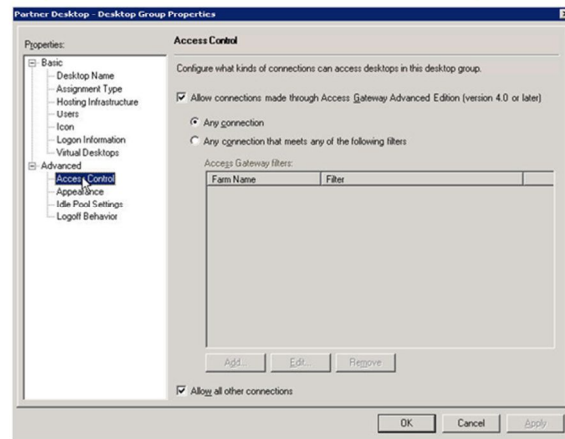 Partner Desktop - Desktop Group Properties
Properties:
Basic
Desktop Name
Assignment Type
Hosting Infrastructure
Users
Icon
Logon Information
Virtual Desktops
Advanced
Access Control
Appearance
Idle Pool Settings
Logoff Behavior
Access Control
Configure what kinds of connections can access desktops in this desktop group.
Allow connections made through Access Gateway Advanced Edition (version 4.0 or later)
Any connection
Any connection that meets any of the following filters
Access Gateway filters:
Farm Name Filter
Add... Edit... Remove
Allow all other connections
OK Cancel Apply